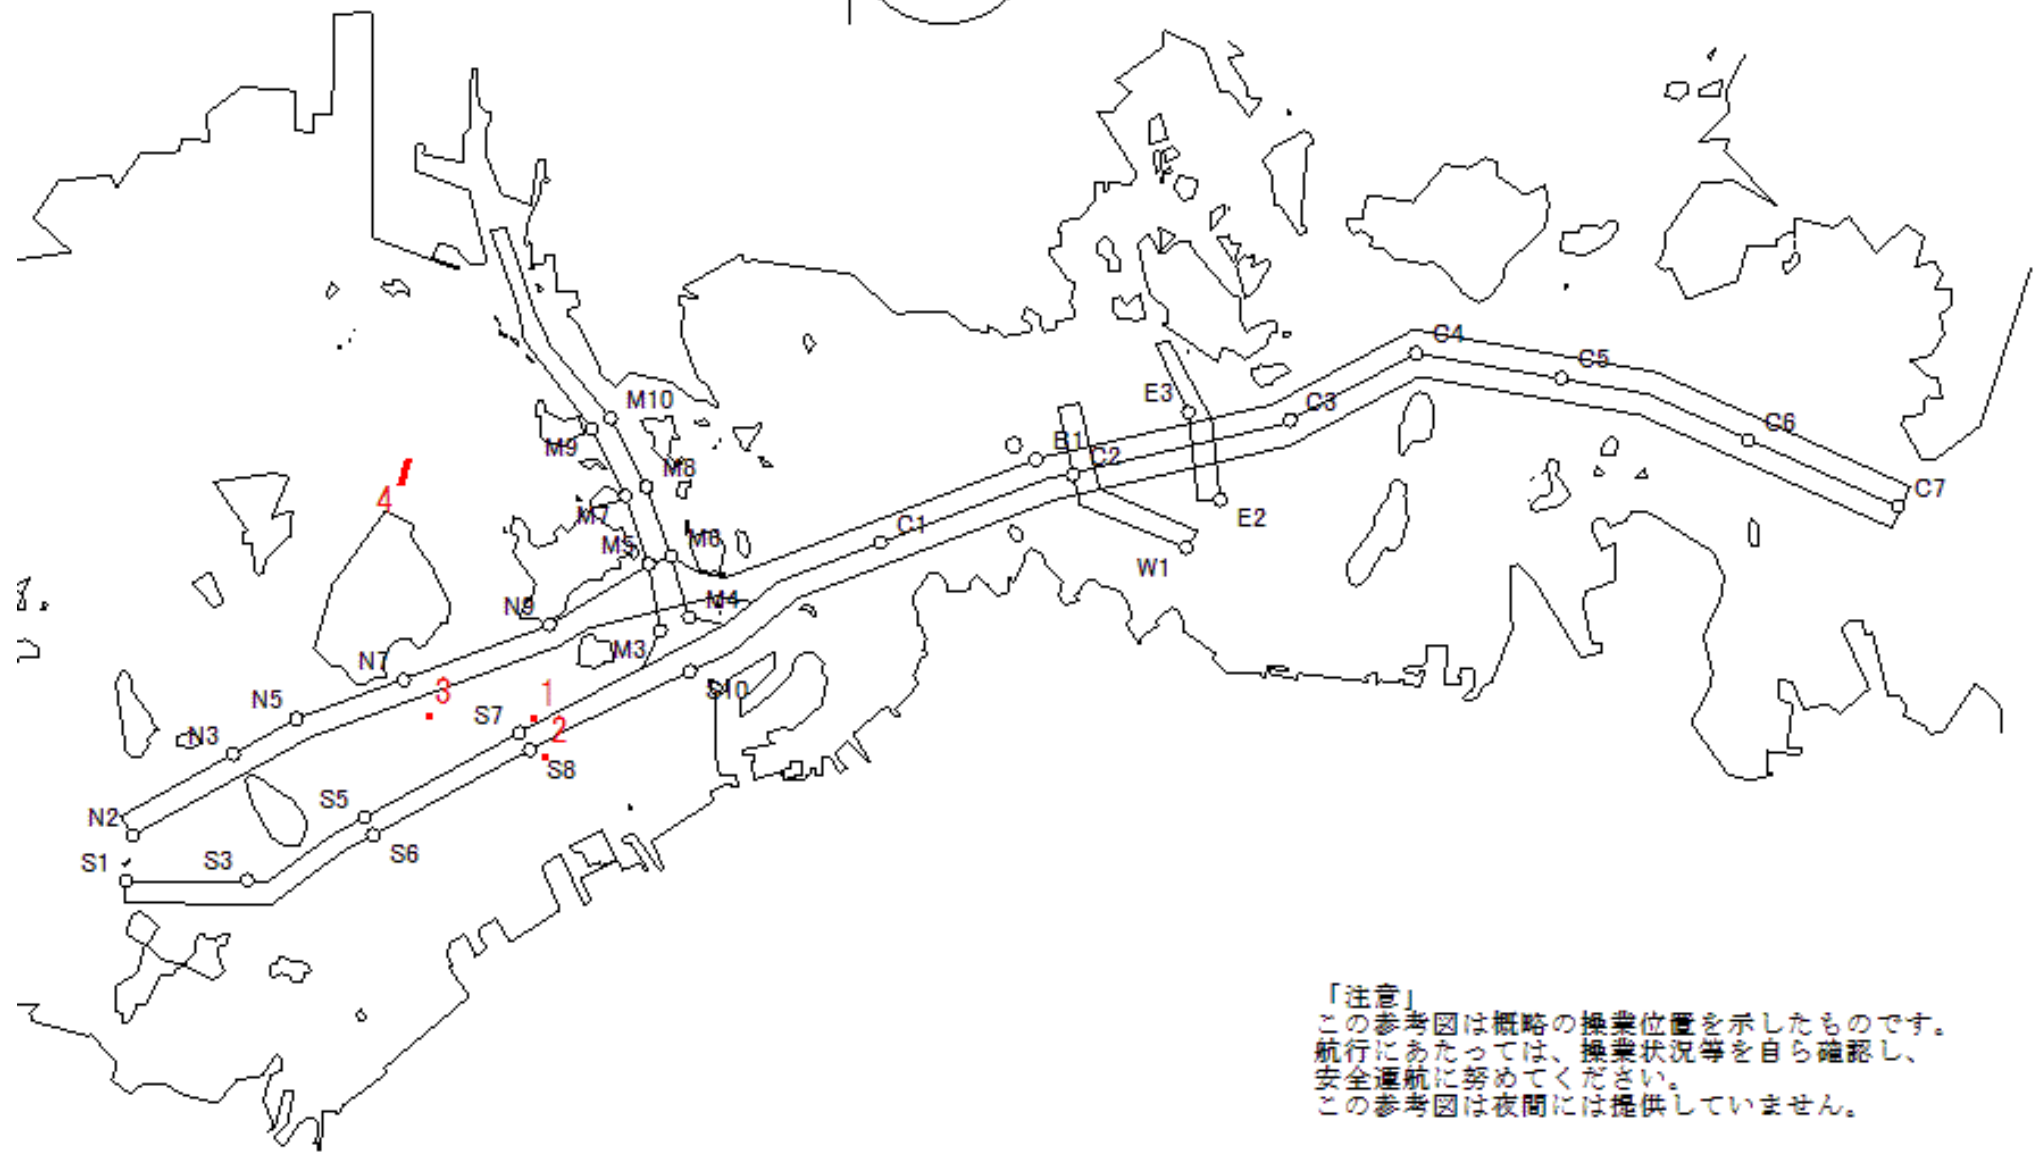 C4
C5
M10
E3
C3
M9
B1
C6
C2
M8
4
C7
M7
E2
C1
M5
M6
W1
N9
M4
M3
N7
3
1
S10
N5
S7
2
N3
S8
S5
N2
S6
S1
S3
「注意」
この参考図は概略の操業位置を示したものです。
航行にあたっては、操業状況等を自ら確認し、
安全運航に努めてください。
この参考図は夜間には提供していません。